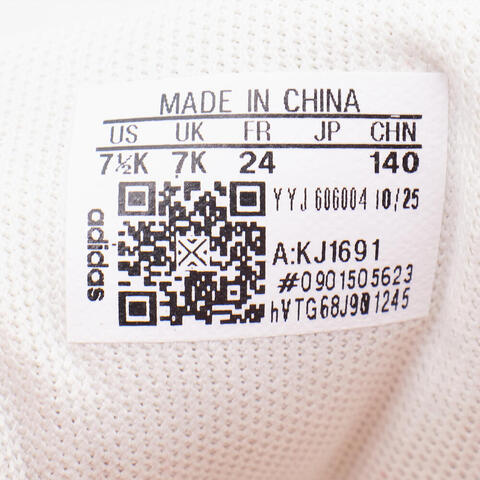 MADE IN CHINA
US UK FR JP CHN
7½K 7K 24 140
YYJ 606004 10/25
adidas
A:KJ1691
#0901505623
hVTG68J901245